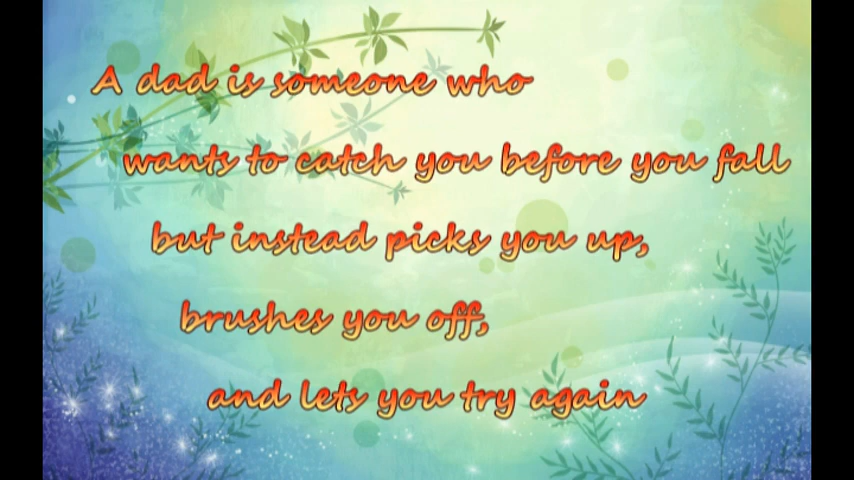 A dad is someone who
wants to catch you before you fall
but instead picks you up,
brushes you off,
and lets you try again